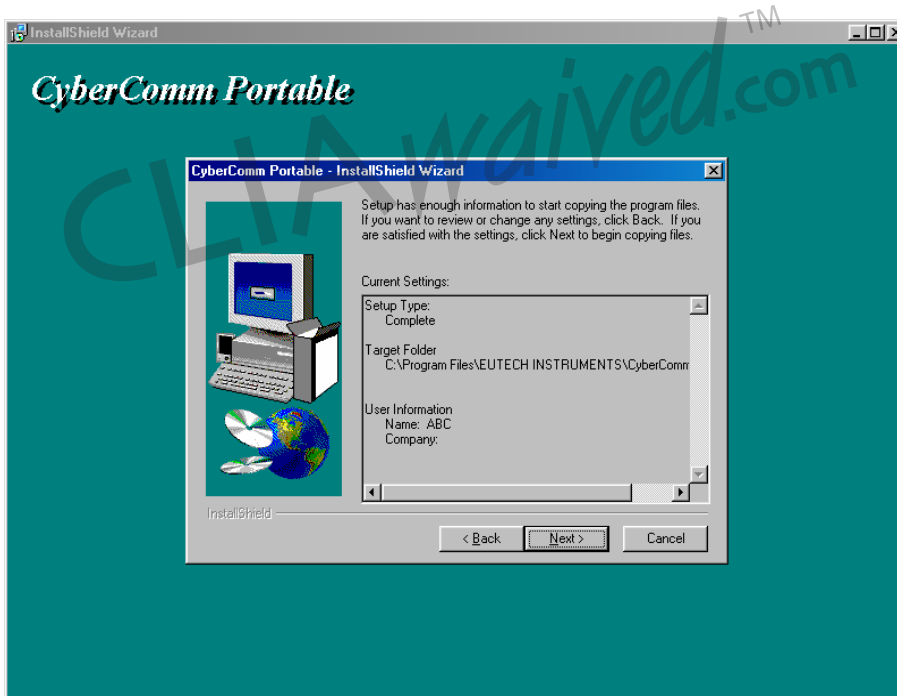 InstallShield Wizard
CyberComm Portable
CLIAwaived.com™
CyberComm Portable - InstallShield Wizard
Setup has enough information to start copying the program files.
If you want to review or change any settings, click Back. If you
are satisfied with the settings, click Next to begin copying files.
Current Settings:
Setup Type:
Complete
Target Folder
C:\Program Files\EUTECH INSTRUMENTS\CyberComm
User Information
Name: ABC
Company:
InstallShield
< Back
Next >
Cancel